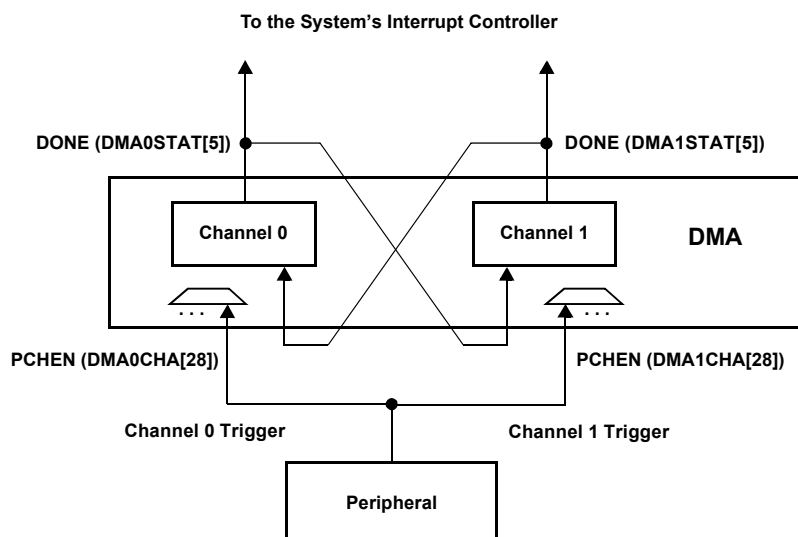 To the System’s Interrupt Controller
DONE (DMA0STAT[5])
DONE (DMA1STAT[5])
Channel 0
Channel 1
DMA
. . .
. . .
PCHEN (DMA0CHA[28])
PCHEN (DMA1CHA[28])
Channel 0 Trigger
Channel 1 Trigger
Peripheral